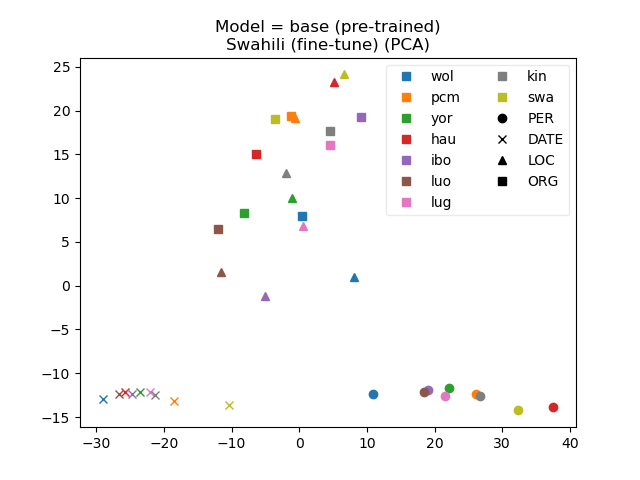 Model = base (pre-trained)
Swahili (fine-tune) (PCA)
25
20
15
10
5
0
−5
−10
−15
−30
−20
−10
0
10
20
30
40
wol
pcm
yor
hau
ibo
luo
lug
kin
swa
PER
DATE
LOC
ORG